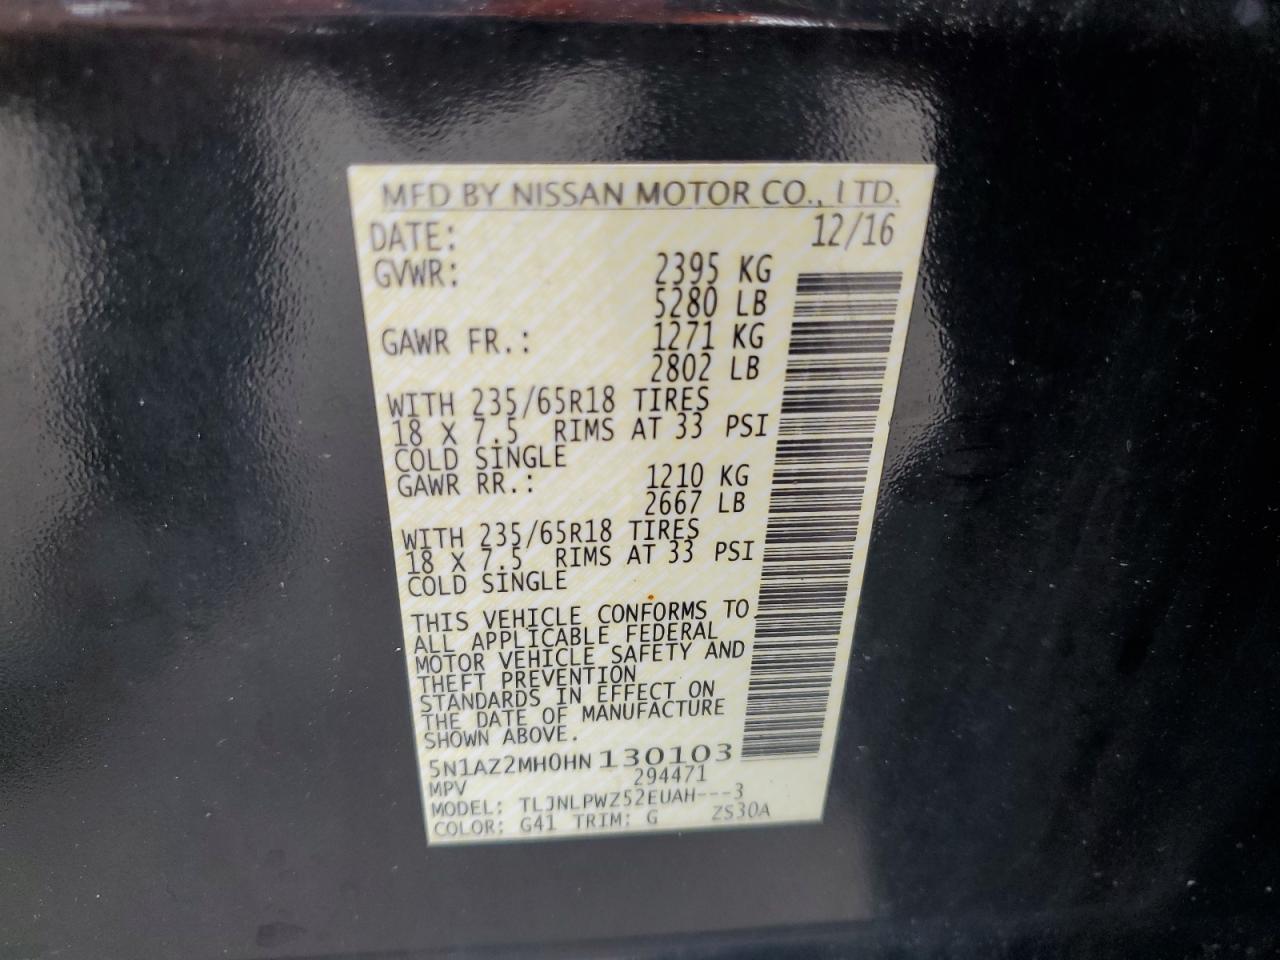 MFD BY NISSAN MOTOR CO., LTD.
DATE: 12/16
GVWR: 2395 KG
5280 LB
GAWR FR.: 1271 KG
2802 LB
WITH 235/65R18 TIRES
18 X 7.5 RIMS AT 33 PSI
COLD SINGLE
GAWR RR.: 1210 KG
2667 LB
WITH 235/65R18 TIRES
18 X 7.5 RIMS AT 33 PSI
COLD SINGLE
THIS VEHICLE CONFORMS TO
ALL APPLICABLE FEDERAL
MOTOR VEHICLE SAFETY AND
THEFT PREVENTION
STANDARDS IN EFFECT ON
THE DATE OF MANUFACTURE
SHOWN ABOVE.
5N1AZ2MH0HN130103
MPV 294471
MODEL: TLJNLPWZ52EUAH---3
COLOR: G41 TRIM: G ZS30A